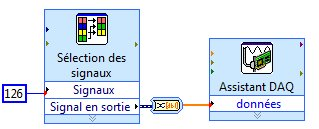 Sélection des
signaux
126
Signaux
Signal en sortie
Assistant DAQ
données